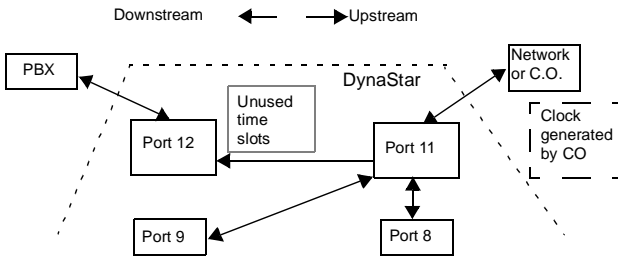 Downstream
Upstream
PBX
DynaStar
Network
or C.O.
Unused
time
slots
Clock
generated
by CO
Port 12
Port 11
Port 9
Port 8